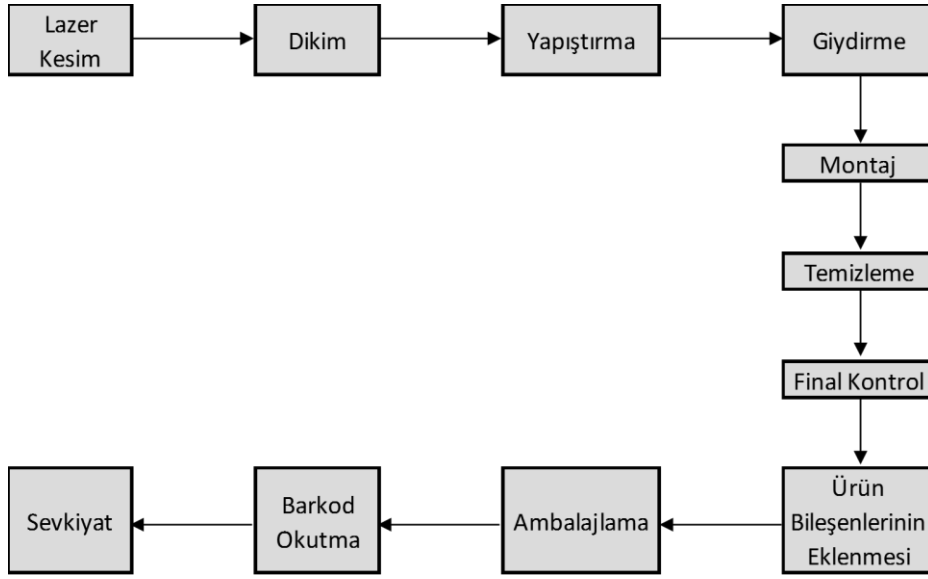 Lazer
Kesim
Dikim
Yapıştırma
Giydirme
Montaj
Temizleme
Final Kontrol
Ürün
Bileşenlerinin
Eklenmesi
Ambalajlama
Barkod
Okutma
Sevkiyat